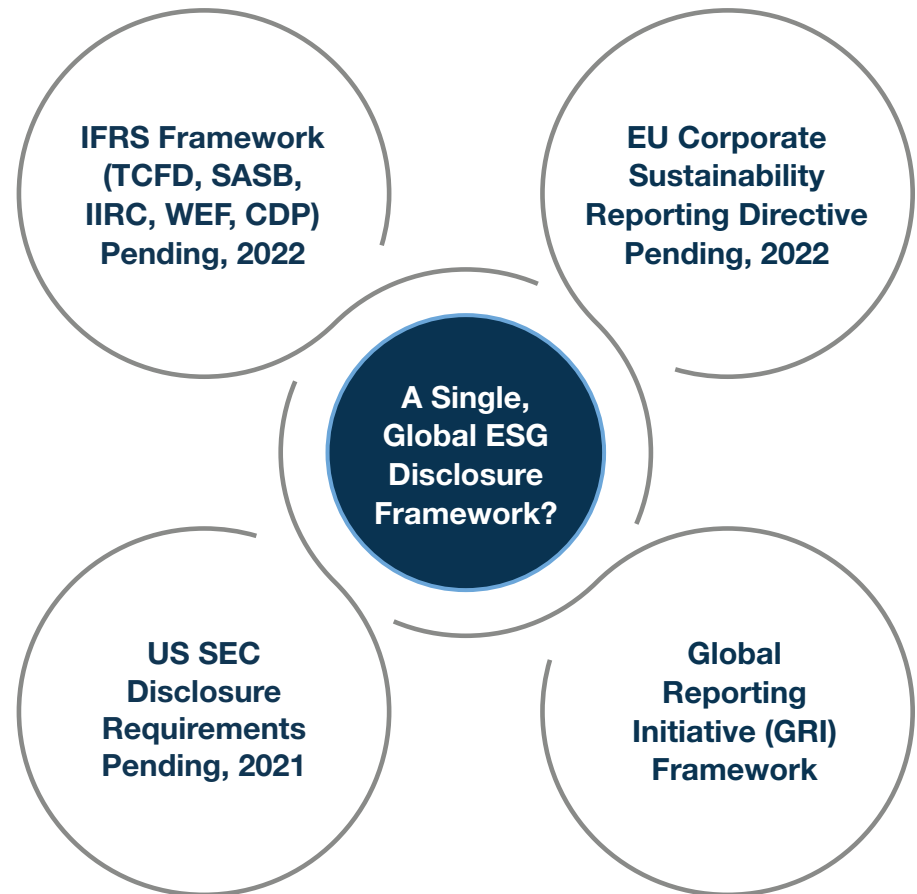 IFRS Framework
(TCFD, SASB,
IIRC, WEF, CDP)
Pending, 2022
EU Corporate
Sustainability
Reporting Directive
Pending, 2022
A Single,
Global ESG
Disclosure
Framework?
US SEC
Disclosure
Requirements
Pending, 2021
Global
Reporting
Initiative (GRI)
Framework